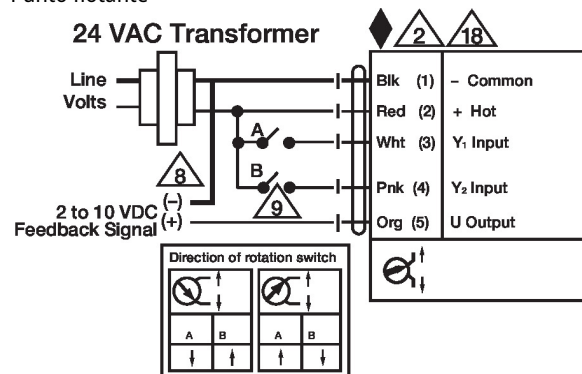 Punto flotante
24 VAC Transformer
2 18
Line
Volts
Blk (1) – Common
Red (2) + Hot
A
Wht (3) Y₁ Input
B
8
Pnk (4) Y₂ Input
9
(–)
2 to 10 VDC
(+)
Feedback Signal
Org (5) U Output
Direction of rotation switch
A B
A B